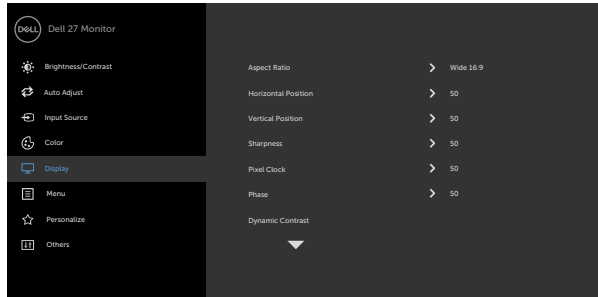 DELL Dell 27 Monitor
Brightness/Contrast
Auto Adjust
Input Source
Color
Display
Menu
Personalize
Others
Aspect Ratio Wide 16:9
Horizontal Position 50
Vertical Position 50
Sharpness 50
Pixel Clock 50
Phase 50
Dynamic Contrast